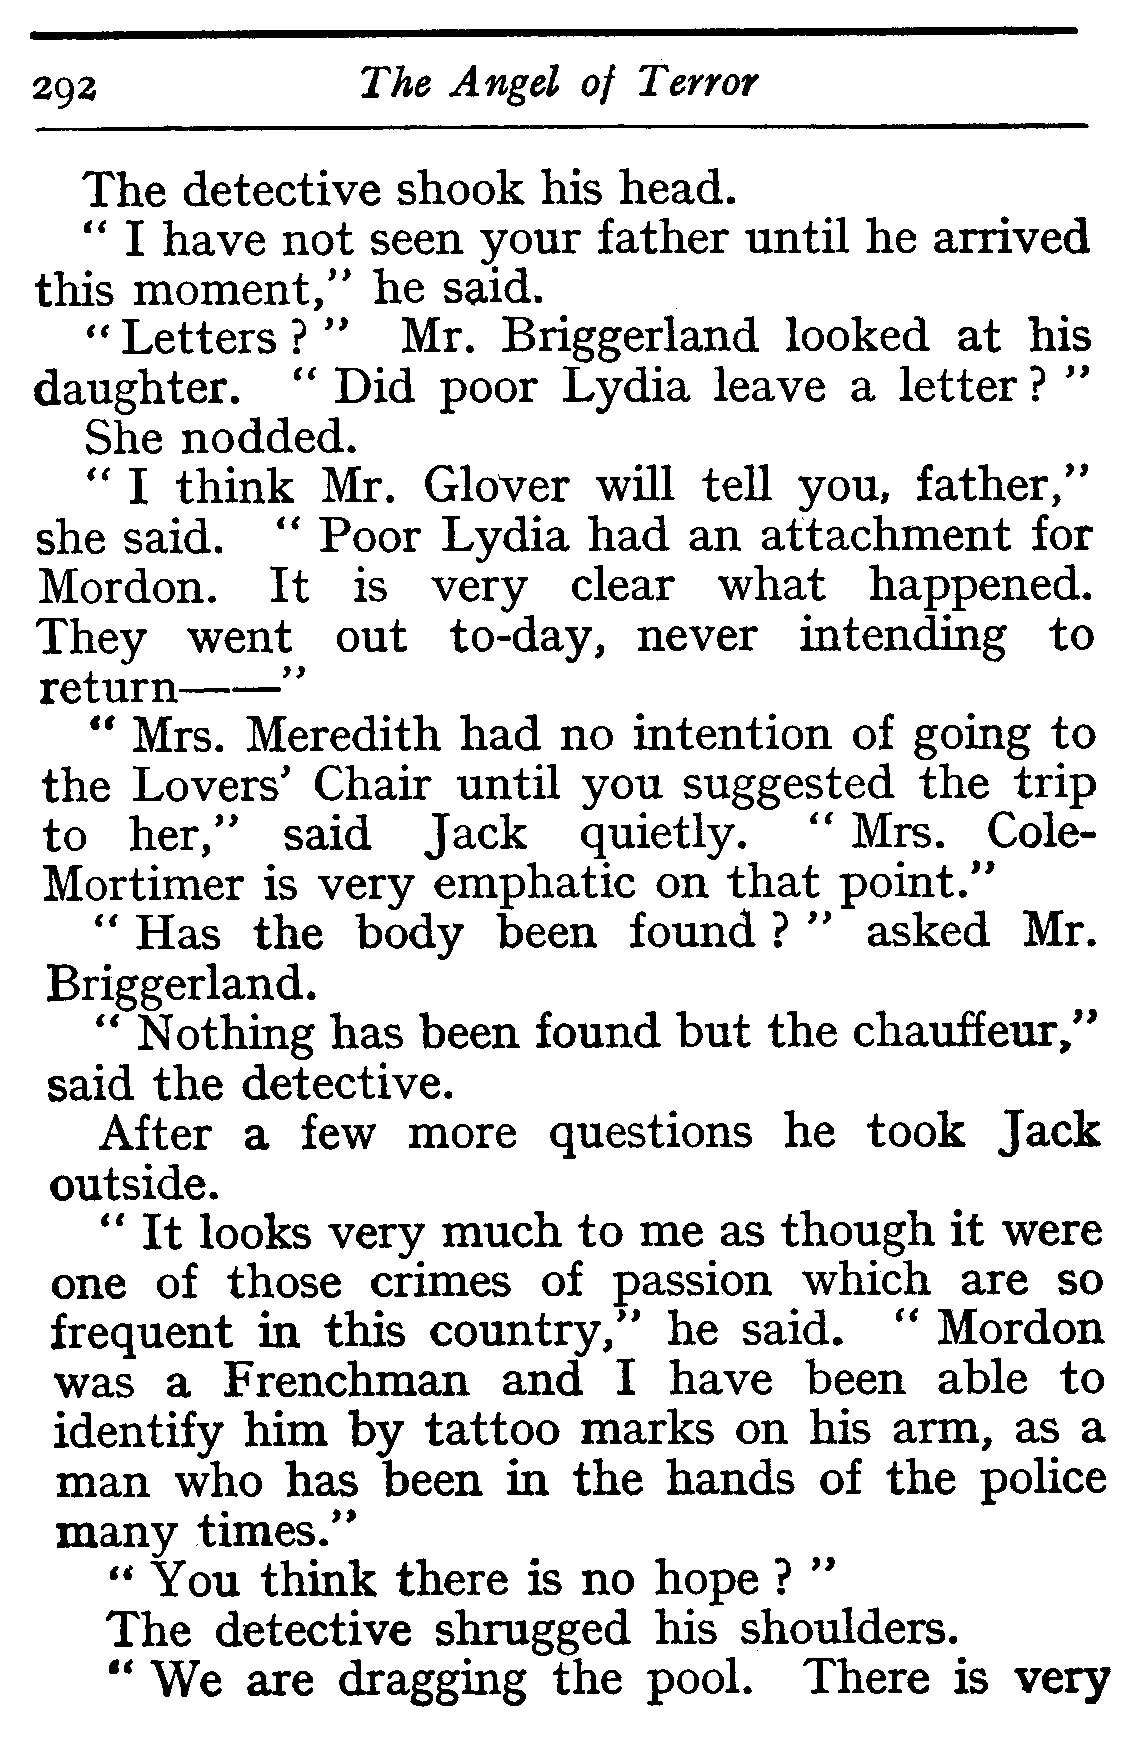 292 The Angel of Terror
The detective shook his head.
“ I have not seen your father until he arrived
this moment,” he said.
“ Letters ? ” Mr. Briggerland looked at his
daughter. “ Did poor Lydia leave a letter ? ”
She nodded.
“ I think Mr. Glover will tell you, father,”
she said. “ Poor Lydia had an attachment for
Mordon. It is very clear what happened.
They went out to-day, never intending to
return——”
“ Mrs. Meredith had no intention of going to
the Lovers’ Chair until you suggested the trip
to her,” said Jack quietly. “ Mrs. Cole-
Mortimer is very emphatic on that point.”
“ Has the body been found ? ” asked Mr.
Briggerland.
“ Nothing has been found but the chauffeur,”
said the detective.
After a few more questions he took Jack
outside.
“ It looks very much to me as though it were
one of those crimes of passion which are so
frequent in this country,” he said. “ Mordon
was a Frenchman and I have been able to
identify him by tattoo marks on his arm, as a
man who has been in the hands of the police
many times.”
“ You think there is no hope ? ”
The detective shrugged his shoulders.
“ We are dragging the pool. There is very